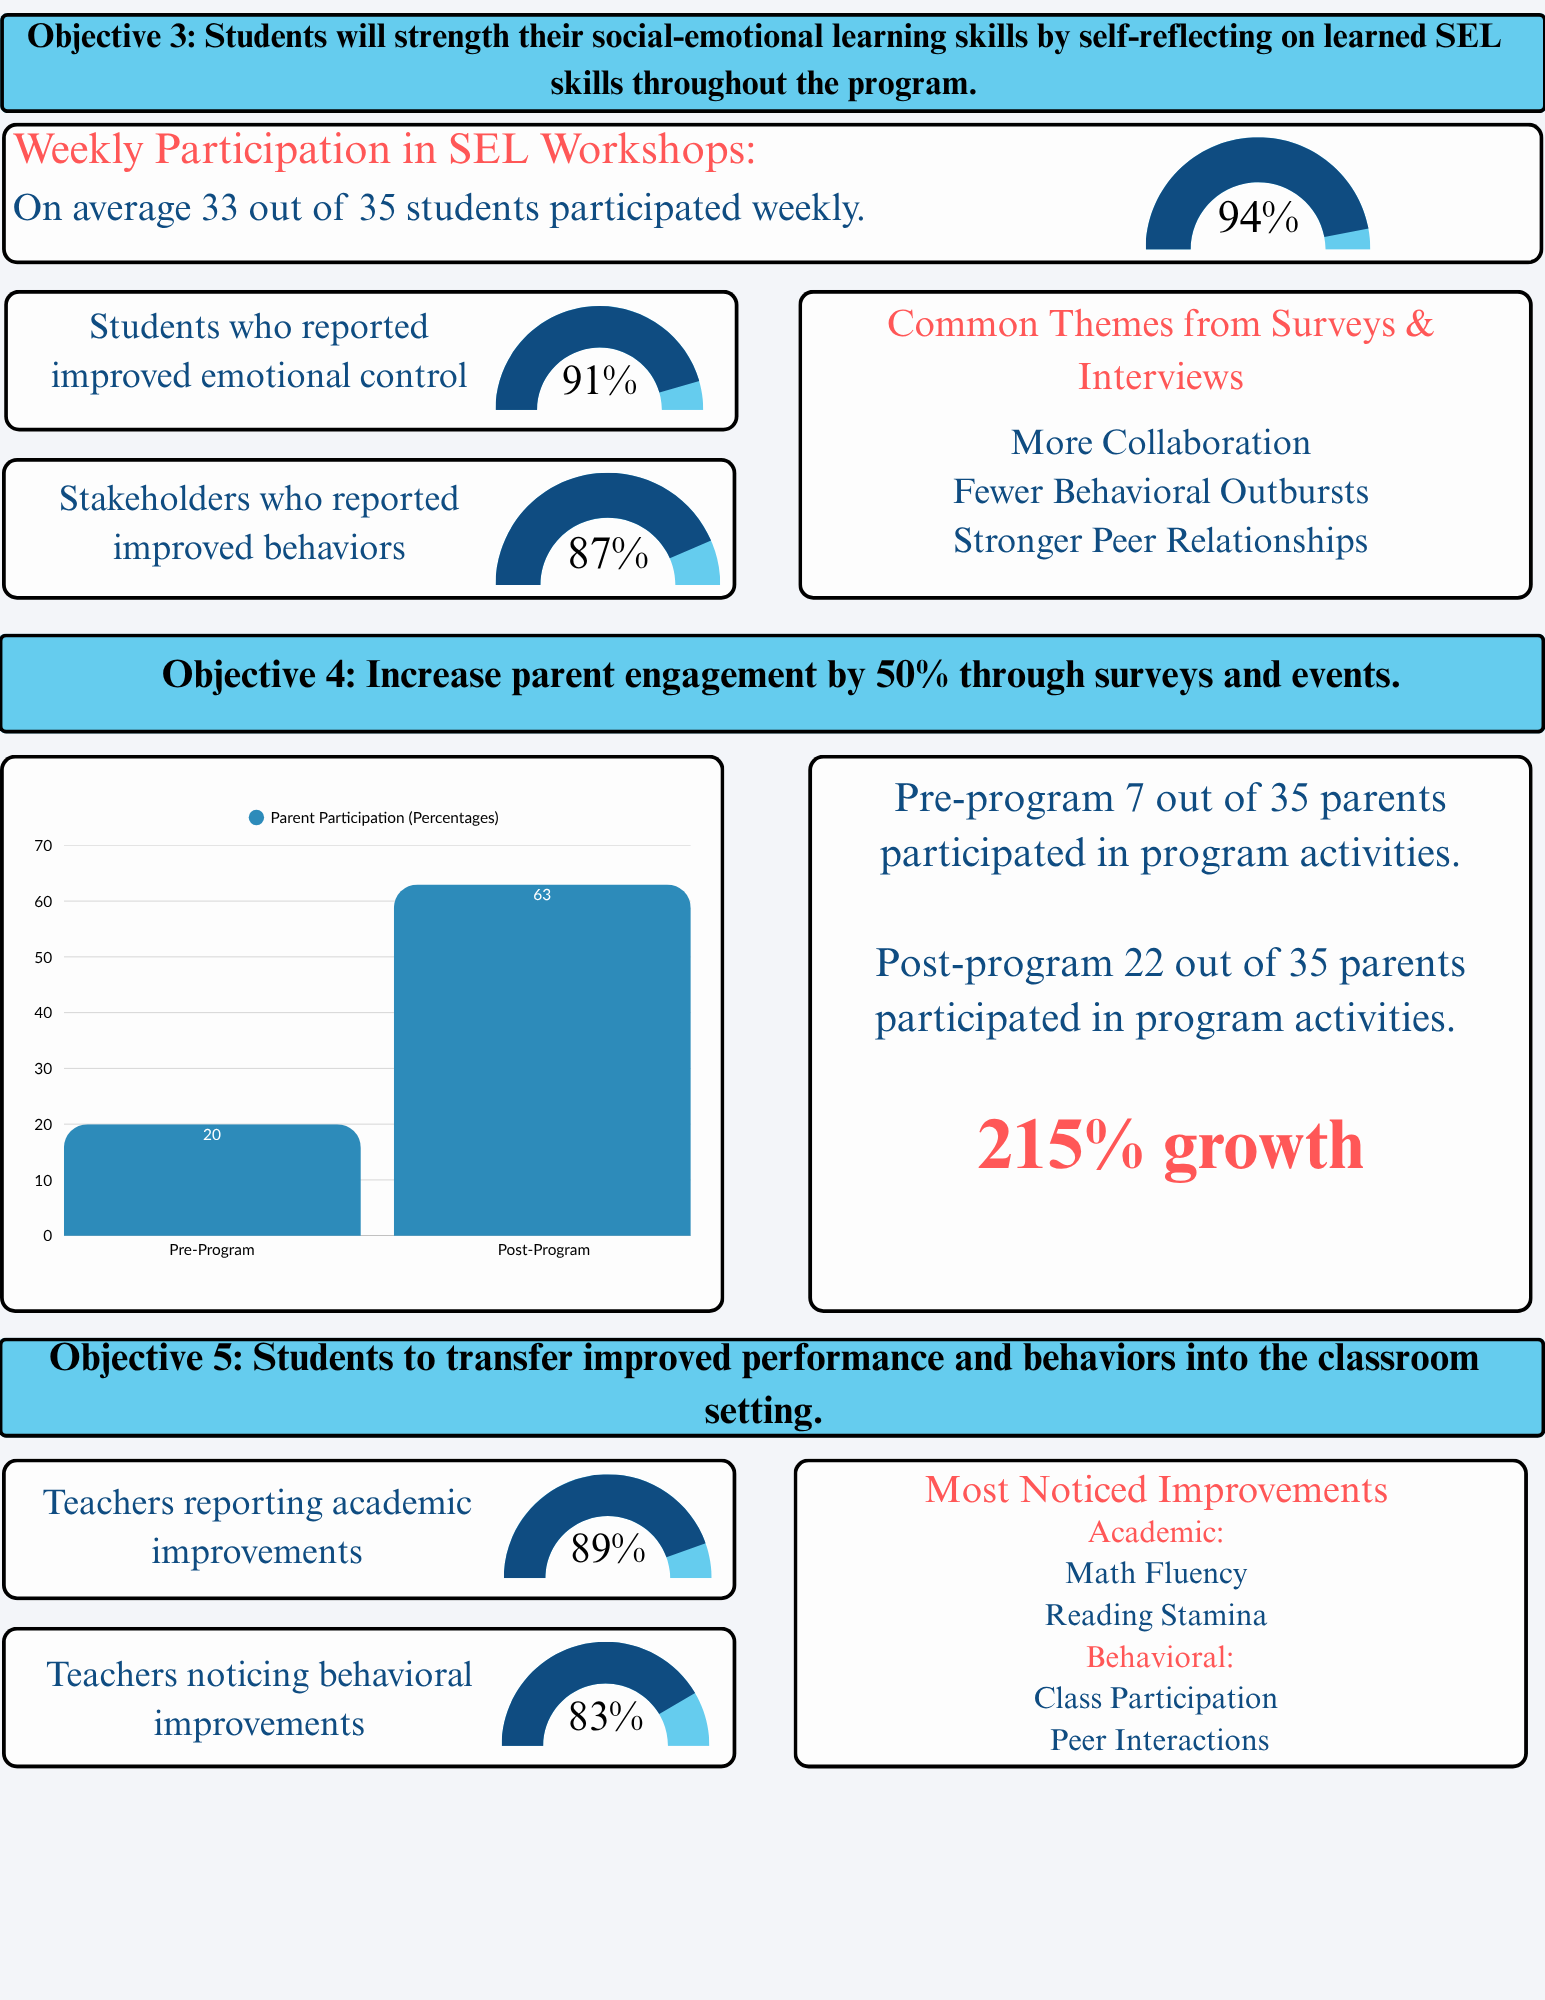 Objective 3: Students will strength their social-emotional learning skills by self-reflecting on learned SEL
skills throughout the program.
Weekly Participation in SEL Workshops:
On average 33 out of 35 students participated weekly.
94%
Students who reported
improved emotional control
91%
Stakeholders who reported
improved behaviors
87%
Common Themes from Surveys &
Interviews
More Collaboration
Fewer Behavioral Outbursts
Stronger Peer Relationships
Objective 4: Increase parent engagement by 50% through surveys and events.
Parent Participation (Percentages)
70
60
50
40
30
20
10
0
20
63
Pre-Program
Post-Program
Pre-program 7 out of 35 parents
participated in program activities.
Post-program 22 out of 35 parents
participated in program activities.
215% growth
Objective 5: Students to transfer improved performance and behaviors into the classroom
setting.
Teachers reporting academic
improvements
89%
Teachers noticing behavioral
improvements
83%
Most Noticed Improvements
Academic:
Math Fluency
Reading Stamina
Behavioral:
Class Participation
Peer Interactions